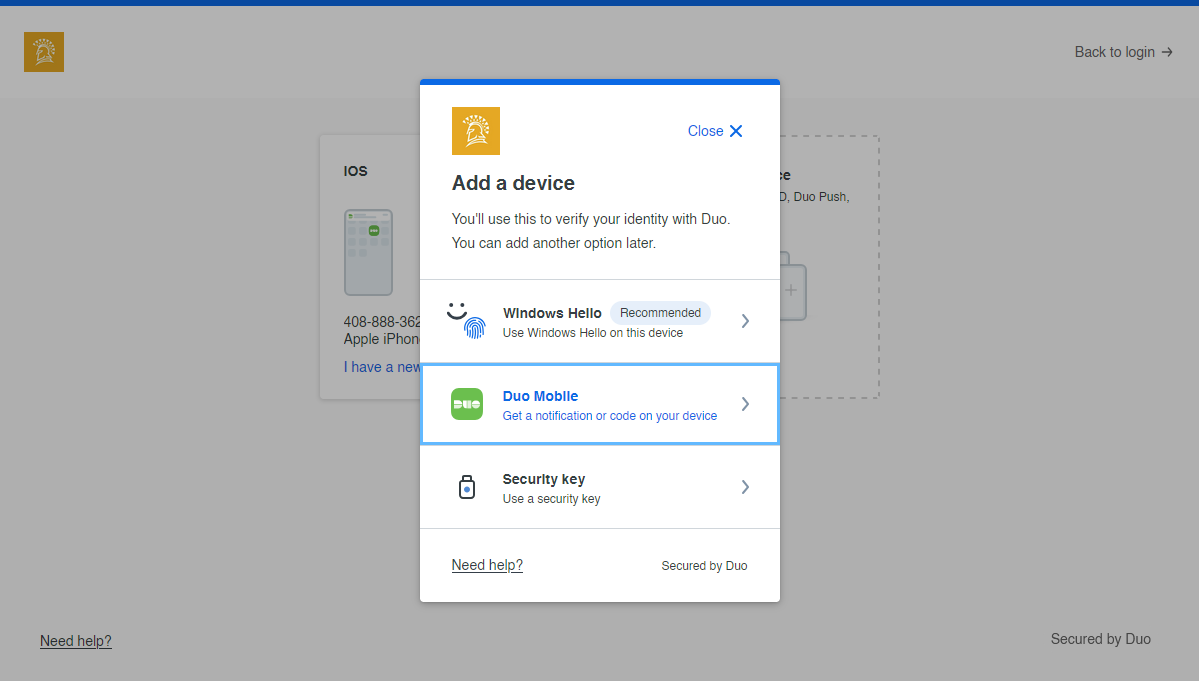 Back to login →
Close ✕
Add a device
You'll use this to verify your identity with Duo.
You can add another option later.
Windows Hello Recommended
Use Windows Hello on this device
DUO
Duo Mobile
Get a notification or code on your device
Security key
Use a security key
Need help? Secured by Duo
IOS
408-888-362
Apple iPhon
I have a new
D, Duo Push,
Need help?
Secured by Duo